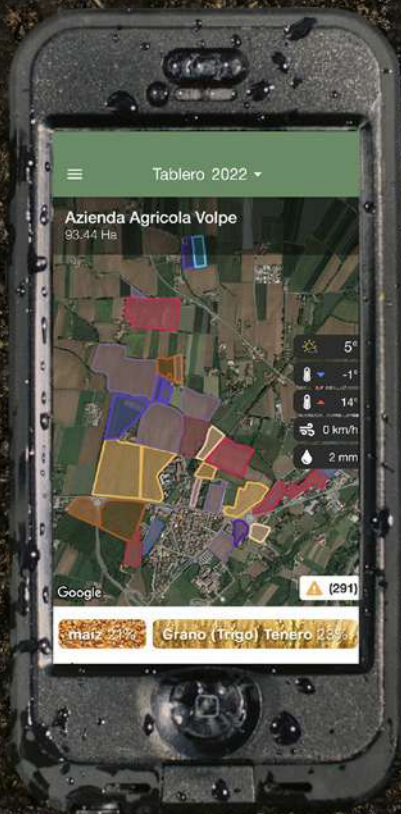 Tablero 2022
Azienda Agricola Volpe
93.44 Ha
5°
-1°
14°
0 km/h
2 mm
Google
(291)
maiz 21%
Grano (Trigo) Tenero 23%